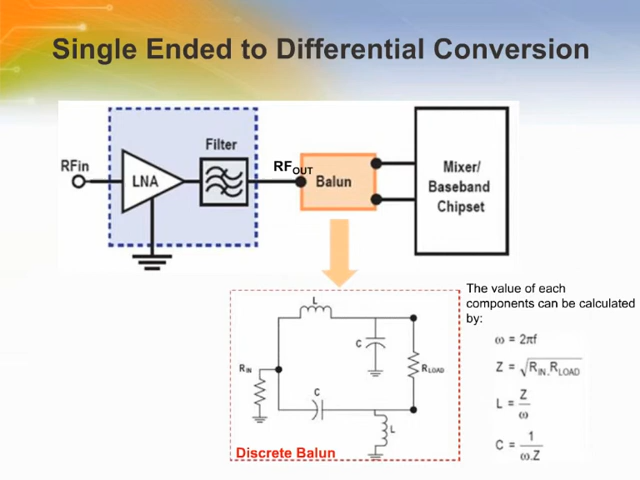 Single Ended to Differential Conversion
RFin
LNA
Filter
RFOUT
Balun
Mixer/
Baseband
Chipset
The value of each
components can be calculated
by:
ω = 2πf
Z = √RIN.RLOAD
L = Z/ω
C = 1/ω.Z
L
C
RIN
RLOAD
C
L
Discrete Balun